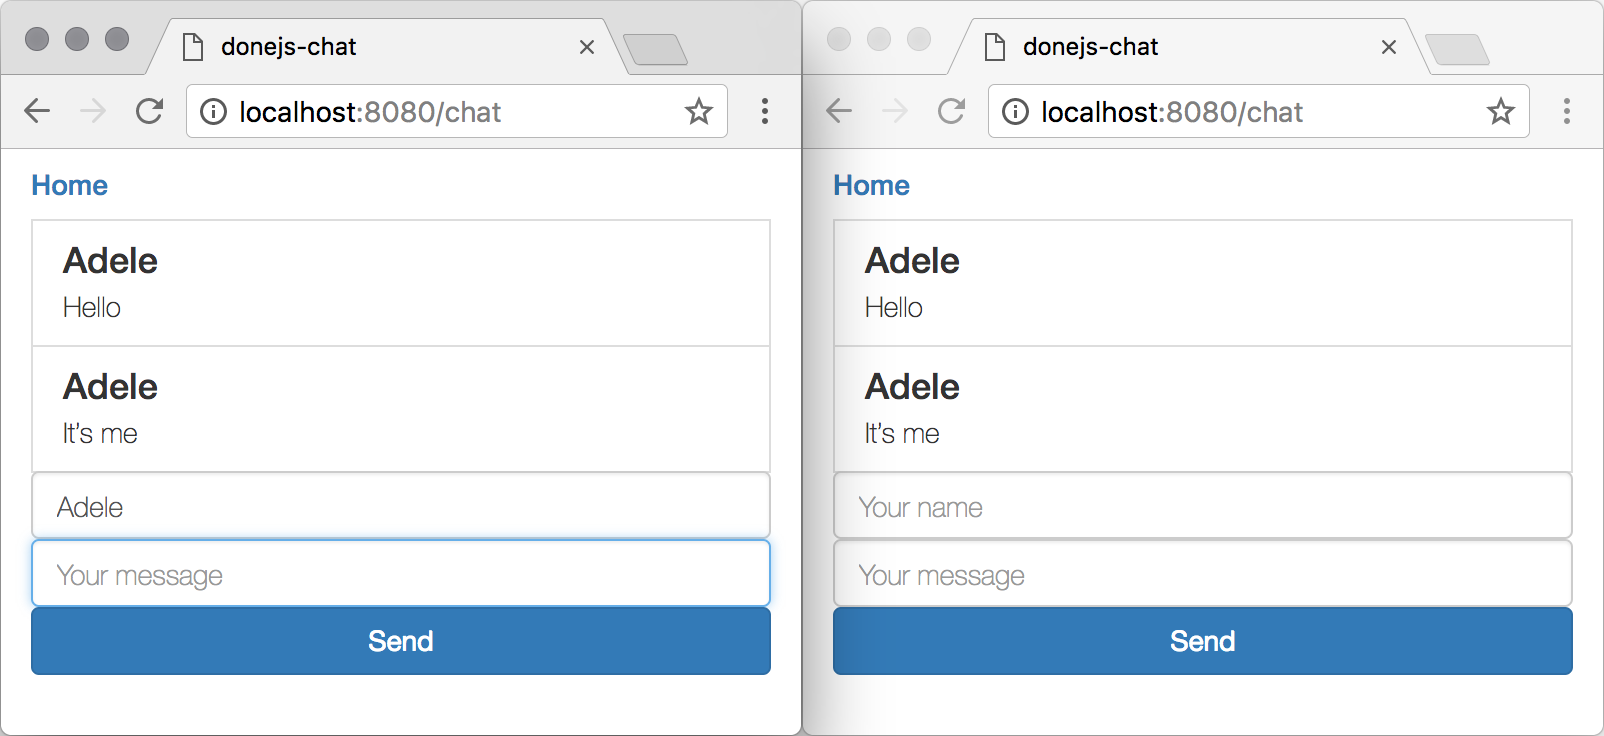 donejs-chat
localhost:8080/chat
Home
Adele
Hello
Adele
It's me
Adele
Your message
Send
donejs-chat
localhost:8080/chat
Home
Adele
Hello
Adele
It's me
Your name
Your message
Send